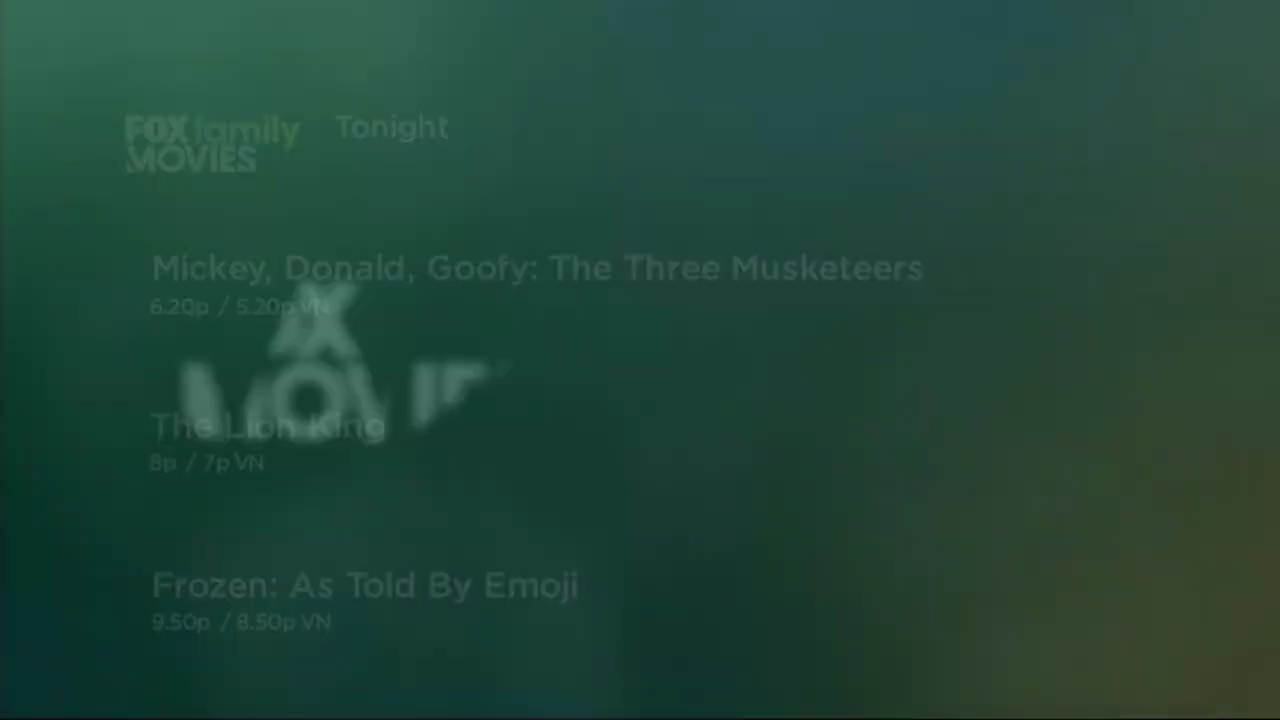 FOX family Tonight
MOVIES
Mickey, Donald, Goofy: The Three Musketeers
6.20p / 5.20p VN
The Lion King
8p / 7p VN
Frozen: As Told By Emoji
9.50p / 8.50p VN